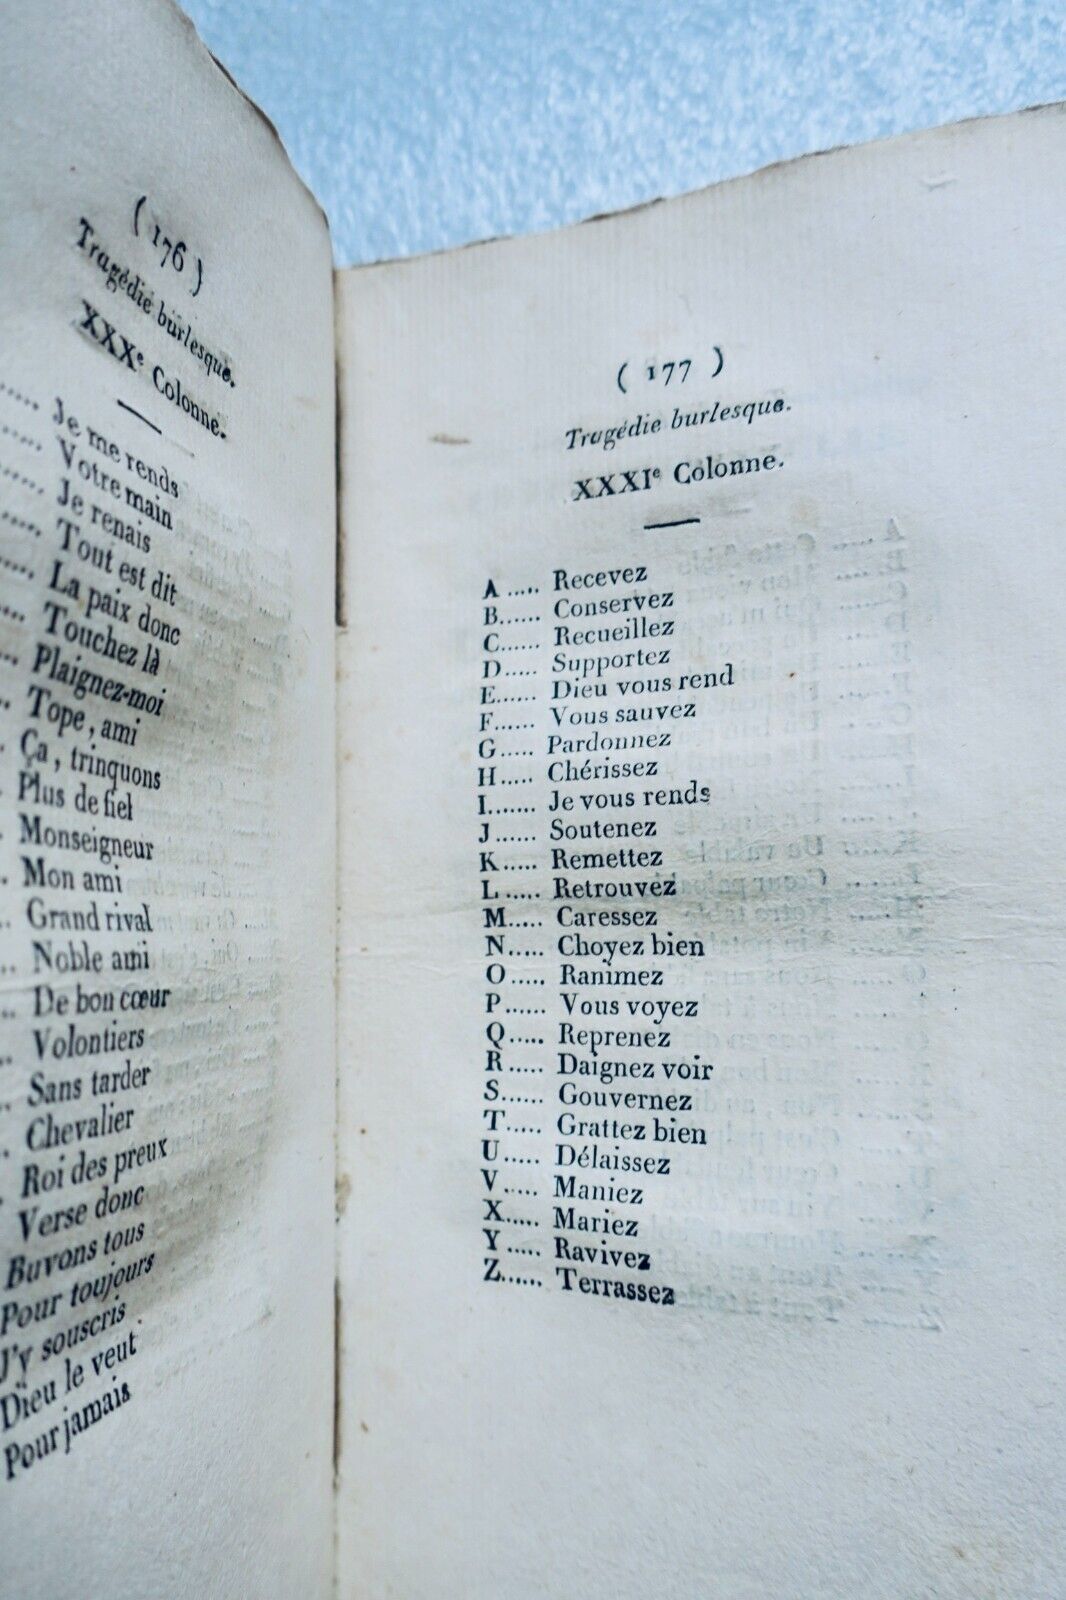 ( 176 )
Tragédie burlesque.
XXXe Colonne.
..... Je me rends
...... Votre main
...... Je renais
..... Tout est dit
..... La paix donc
.... Touchez là
... Plaignez-moi
.. Tope, ami
. Ça, trinquons
. Plus de fiel
. Monseigneur
.. Mon ami
.. Grand rival
... Noble ami
.. De bon cœur
.. Volontiers
.. Sans tarder
.. Chevalier
. Roi des preux
Verse donc
Buvons tous
Pour toujours
J'y souscris
Dieu le veut
Pour jamais
( 177 )
Tragédie burlesque.
XXXIe Colonne.
A ..... Recevez
B...... Conservez
C...... Recueillez
D..... Supportez
E...... Dieu vous rend
F...... Vous sauvez
G..... Pardonnez
H..... Chérissez
I....... Je vous rends
J...... Soutenez
K..... Remettez
L..... Retrouvez
M..... Caressez
N..... Choyez bien
O..... Ranimez
P...... Vous voyez
Q..... Reprenez
R..... Daignez voir
S...... Gouvernez
T..... Grattez bien
U..... Délaissez
V..... Maniez
X..... Mariez
Y..... Ravivez
Z...... Terrassez